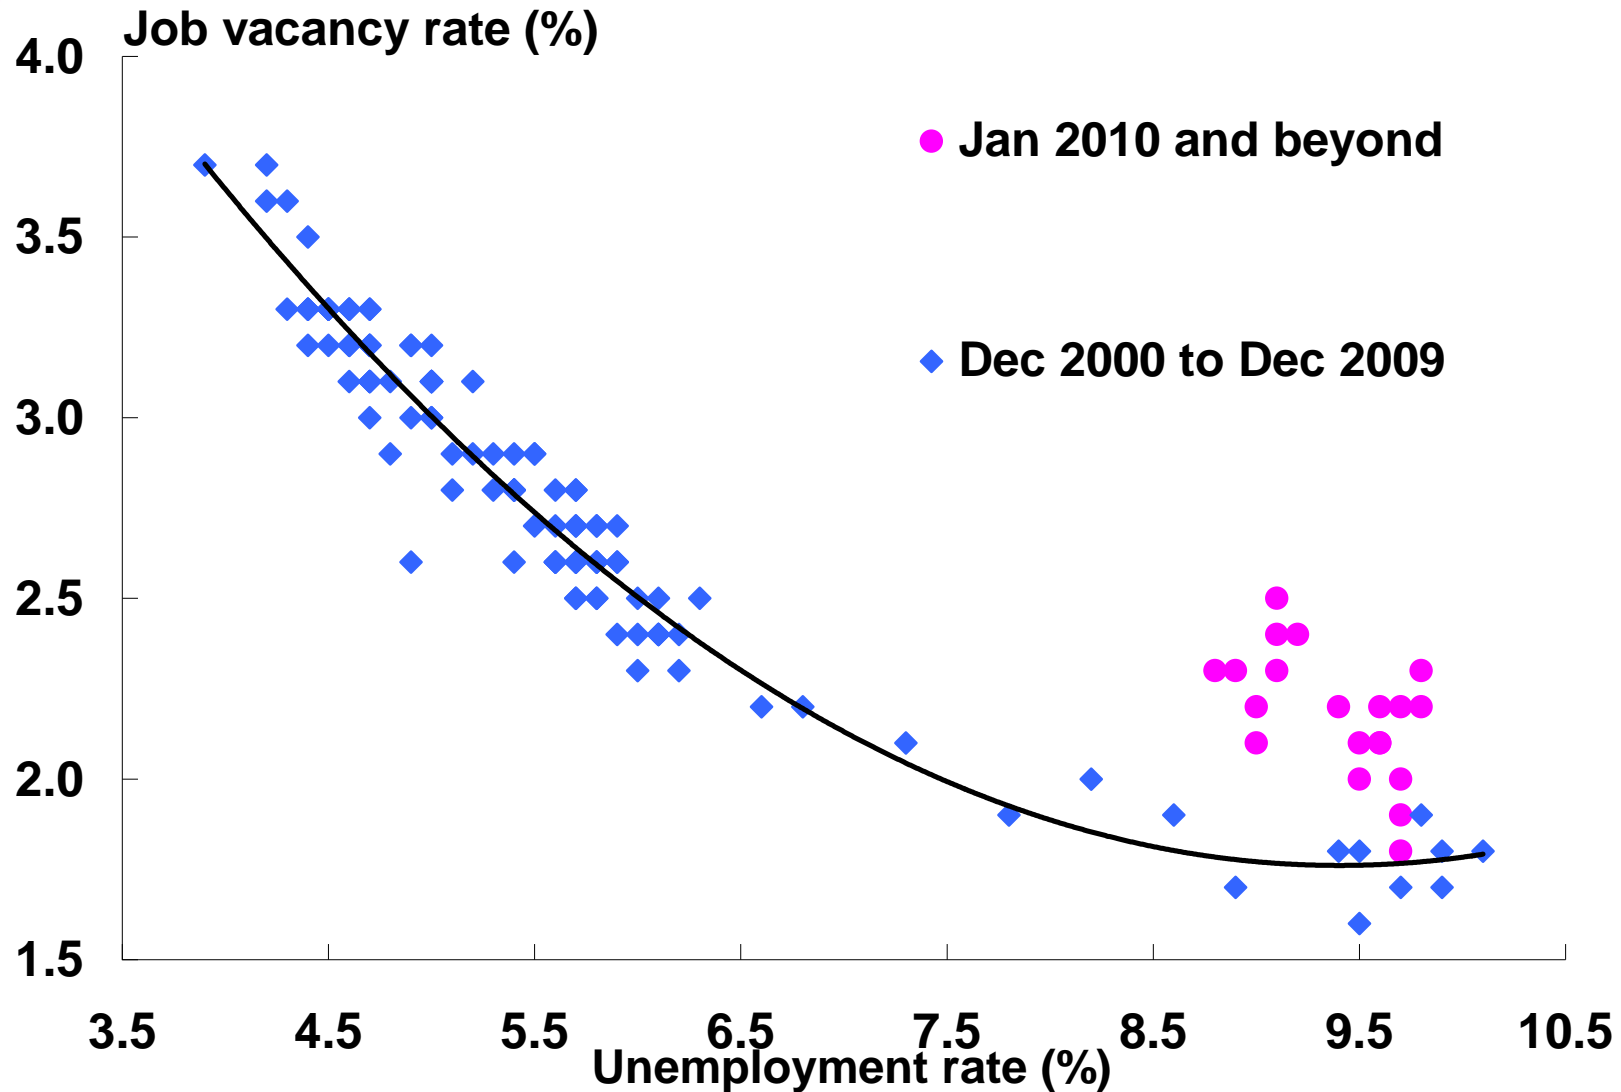 Job vacancy rate (%)
4.0
Jan 2010 and beyond
3.5
Dec 2000 to Dec 2009
3.0
2.5
2.0
1.5
3.5 4.5 5.5 6.5 7.5 8.5 9.5 10.5
Unemployment rate (%)